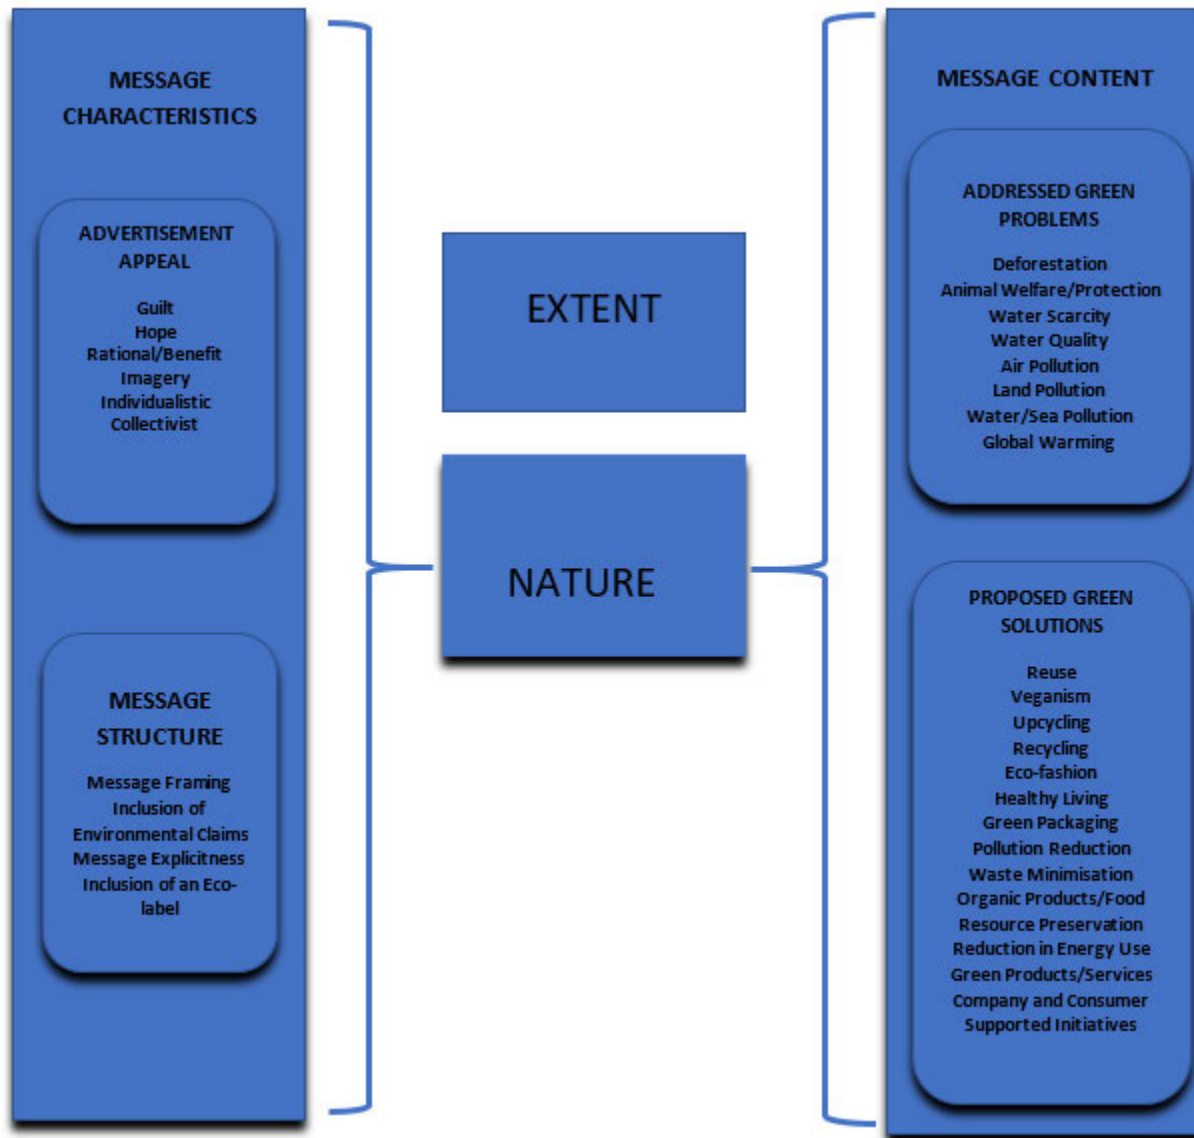 MESSAGE
CHARACTERISTICS
ADVERTISEMENT
APPEAL
Guilt
Hope
Rational/Benefit
Imagery
Individualistic
Collectivist
MESSAGE
STRUCTURE
Message Framing
Inclusion of
Environmental Claims
Message Explicitness
Inclusion of an Eco-
label
EXTENT
NATURE
MESSAGE CONTENT
ADDRESSED GREEN
PROBLEMS
Deforestation
Animal Welfare/Protection
Water Scarcity
Water Quality
Air Pollution
Land Pollution
Water/Sea Pollution
Global Warming
PROPOSED GREEN
SOLUTIONS
Reuse
Veganism
Upcycling
Recycling
Eco-fashion
Healthy Living
Green Packaging
Pollution Reduction
Waste Minimisation
Organic Products/Food
Resource Preservation
Reduction in Energy Use
Green Products/Services
Company and Consumer
Supported Initiatives